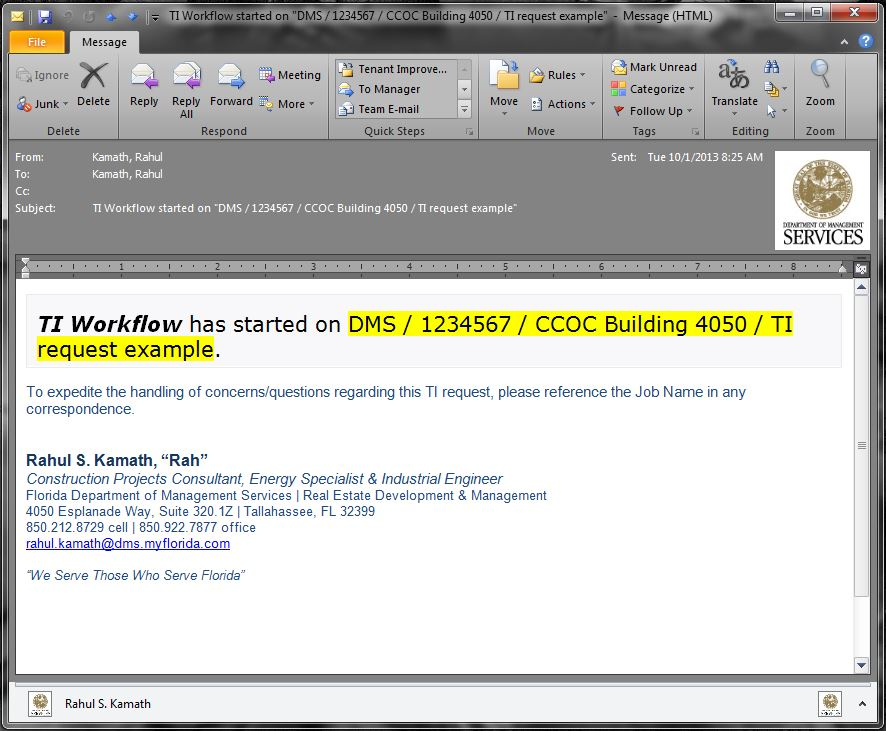 TI Workflow started on "DMS / 1234567 / CCOC Building 4050 / TI request example" - Message (HTML)
File Message
Ignore
Junk
Delete
Reply
Reply All
Forward
Meeting
More
Tenant Improve...
To Manager
Team E-mail
Move
Rules
Actions
Mark Unread
Categorize
Follow Up
Translate
Zoom
Delete Respond Quick Steps Move Tags Editing Zoom
From: Kamath, Rahul
Sent: Tue 10/1/2013 8:25 AM
To: Kamath, Rahul
Cc:
Subject: TI Workflow started on "DMS / 1234567 / CCOC Building 4050 / TI request example"
DEPARTMENT OF MANAGEMENT
SERVICES
1 2 3 4 5 6 7 8
TI Workflow has started on DMS / 1234567 / CCOC Building 4050 / TI
request example.
To expedite the handling of concerns/questions regarding this TI request, please reference the Job Name in any
correspondence.
Rahul S. Kamath, “Rah”
Construction Projects Consultant, Energy Specialist & Industrial Engineer
Florida Department of Management Services | Real Estate Development & Management
4050 Esplanade Way, Suite 320.1Z | Tallahassee, FL 32399
850.212.8729 cell | 850.922.7877 office
rahul.kamath@dms.myflorida.com
“We Serve Those Who Serve Florida”
Rahul S. Kamath